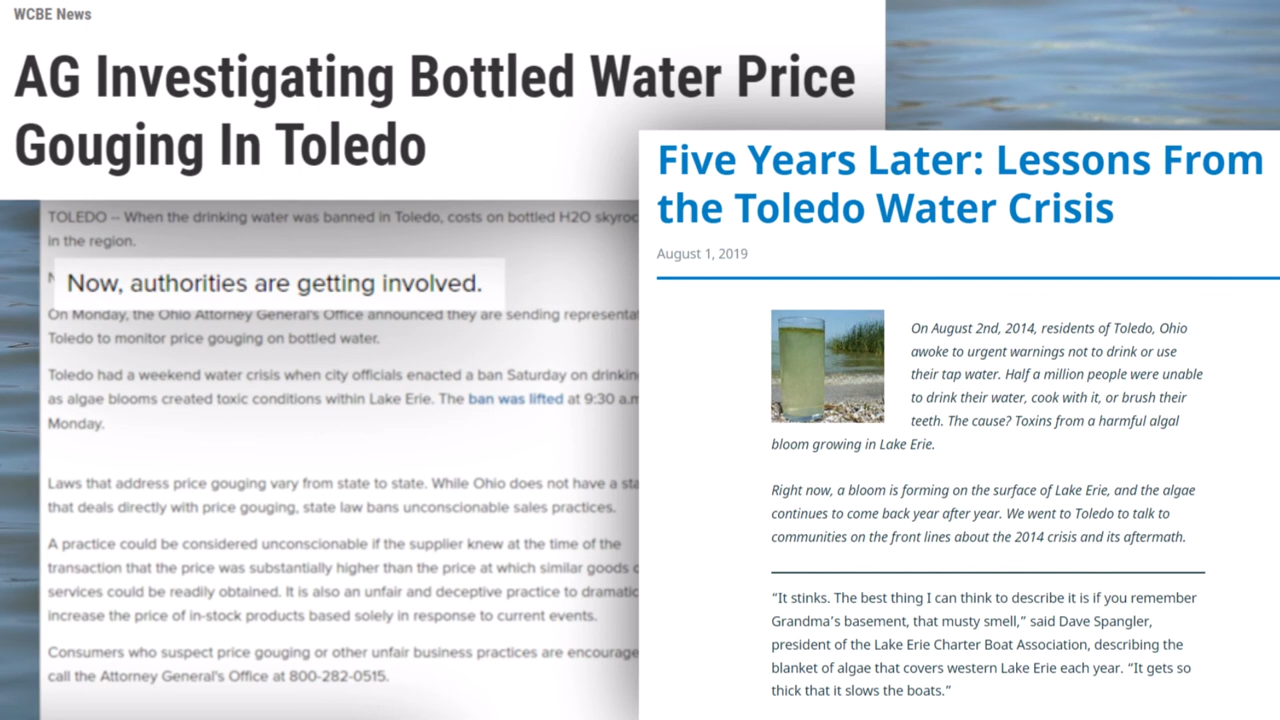 WCBE News
AG Investigating Bottled Water Price
Gouging In Toledo
TOLEDO -- When the drinking water was banned in Toledo, costs on bottled H2O
in the region.
Now, authorities are getting involved.
On Monday, the Ohio Attorney General's Office announced they are sending
Toledo to monitor price gouging on bottled water.
Toledo had a weekend water crisis when city officials enacted a ban Saturday on
as algae blooms created toxic conditions within Lake Erie. The ban was lifted at 9:30
Monday.
Laws that address price gouging vary from state to state. While Ohio does not have a
that deals directly with price gouging, state law bans unconscionable sales practices.
A practice could be considered unconscionable if the supplier knew at the time of the
transaction that the price was substantially higher than the price at which similar goods
services could be readily obtained. It is also an unfair and deceptive practice to
increase the price of in-stock products based solely in response to current events.
Consumers who suspect price gouging or other unfair business practices are
call the Attorney General's Office at 800-282-0515.
Five Years Later: Lessons From
the Toledo Water Crisis
August 1, 2019
On August 2nd, 2014, residents of Toledo, Ohio
awoke to urgent warnings not to drink or use
their tap water. Half a million people were unable
to drink their water, cook with it, or brush their
teeth. The cause? Toxins from a harmful algal
bloom growing in Lake Erie.
Right now, a bloom is forming on the surface of Lake Erie, and the algae
continues to come back year after year. We went to Toledo to talk to
communities on the front lines about the 2014 crisis and its aftermath.
“It stinks. The best thing I can think to describe it is if you remember
Grandma’s basement, that musty smell,” said Dave Spangler,
president of the Lake Erie Charter Boat Association, describing the
blanket of algae that covers western Lake Erie each year. “It gets so
thick that it slows the boats.”